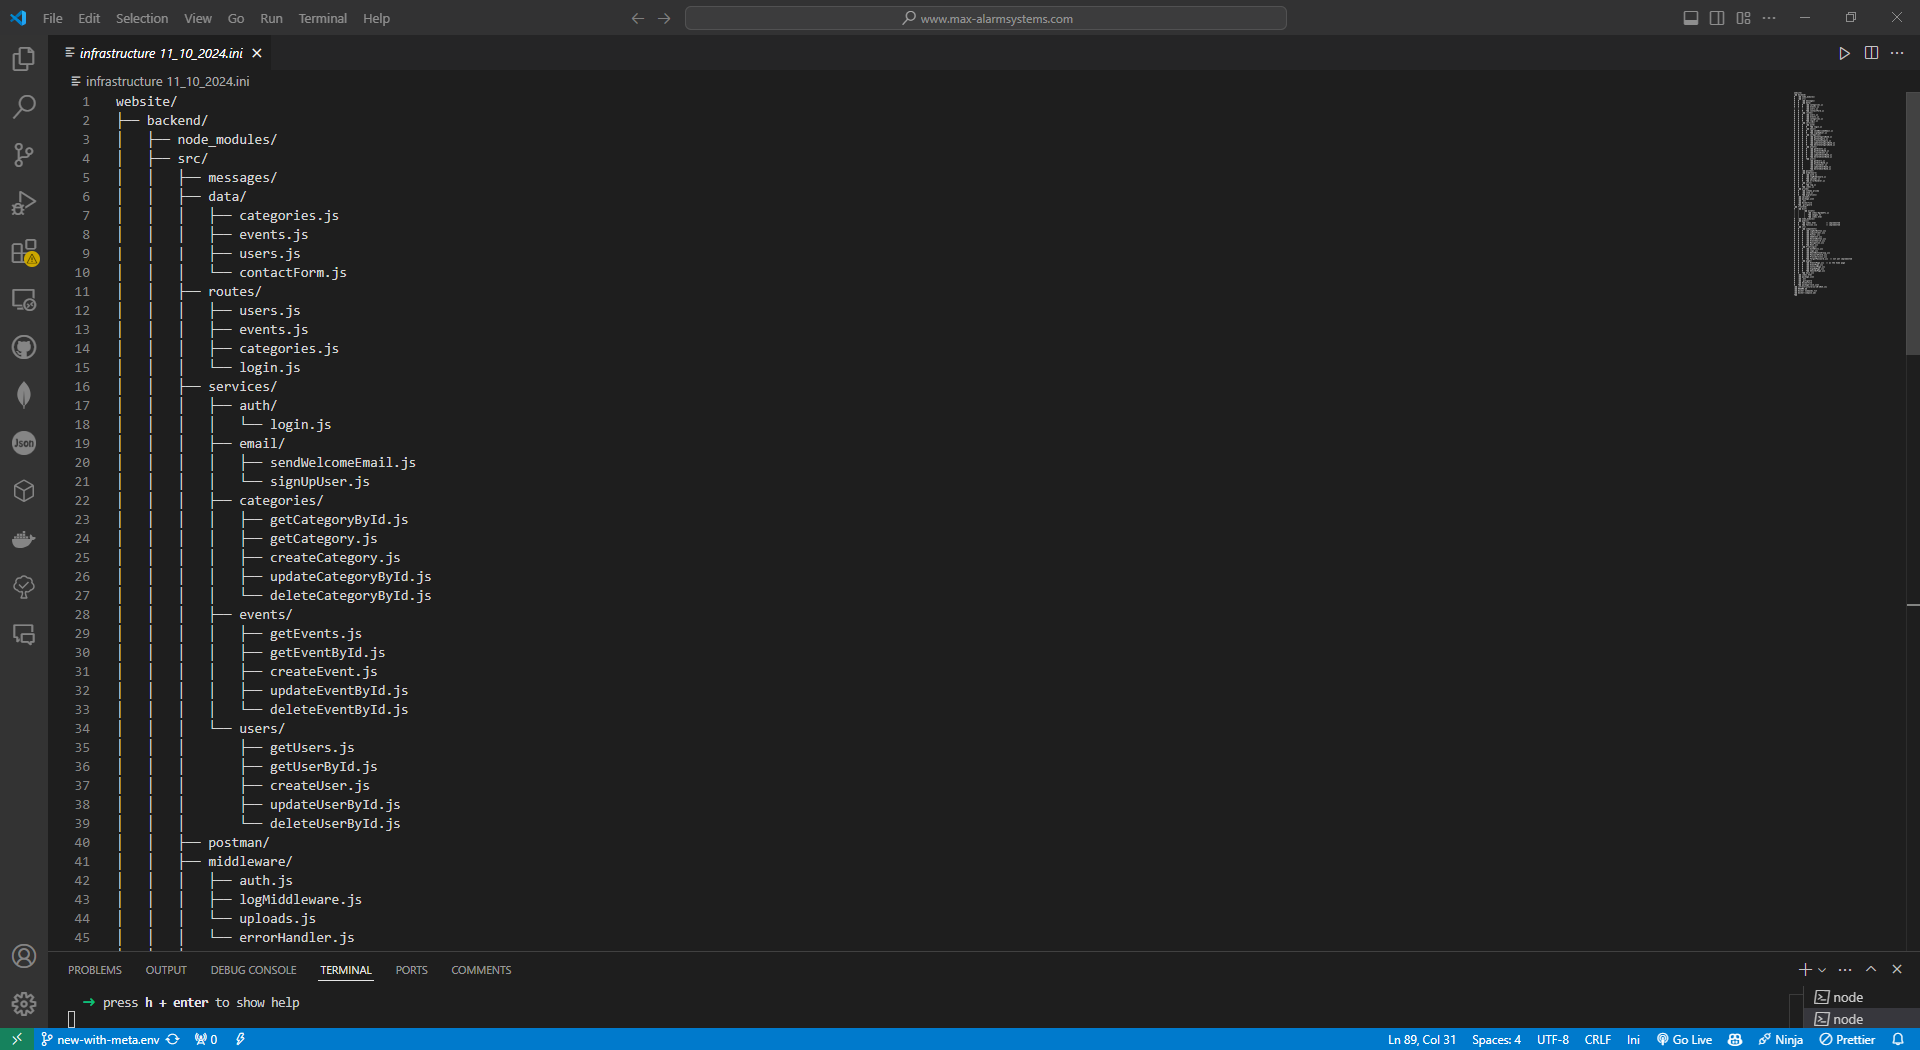 File Edit Selection View Go Run Terminal Help
www.max-alarmsystems.com
infrastructure 11_10_2024.ini
infrastructure 11_10_2024.ini
1 website/
2 ├── backend/
3 │   ├── node_modules/
4 │   ├── src/
5 │   │   ├── messages/
6 │   │   ├── data/
7 │   │   │   ├── categories.js
8 │   │   │   ├── events.js
9 │   │   │   ├── users.js
10 │   │   │   └── contactForm.js
11 │   │   ├── routes/
12 │   │   │   ├── users.js
13 │   │   │   ├── events.js
14 │   │   │   ├── categories.js
15 │   │   │   └── login.js
16 │   │   ├── services/
17 │   │   │   ├── auth/
18 │   │   │   │   └── login.js
19 │   │   │   ├── email/
20 │   │   │   │   ├── sendWelcomeEmail.js
21 │   │   │   │   └── signUpUser.js
22 │   │   │   ├── categories/
23 │   │   │   │   ├── getCategoryById.js
24 │   │   │   │   ├── getCategory.js
25 │   │   │   │   ├── createCategory.js
26 │   │   │   │   ├── updateCategoryById.js
27 │   │   │   │   └── deleteCategoryById.js
28 │   │   │   ├── events/
29 │   │   │   │   ├── getEvents.js
30 │   │   │   │   ├── getEventById.js
31 │   │   │   │   ├── createEvent.js
32 │   │   │   │   ├── updateEventById.js
33 │   │   │   │   └── deleteEventById.js
34 │   │   │   └── users/
35 │   │   │       ├── getUsers.js
36 │   │   │       ├── getUserById.js
37 │   │   │       ├── createUser.js
38 │   │   │       ├── updateUserById.js
39 │   │   │       └── deleteUserById.js
40 │   │   ├── postman/
41 │   │   ├── middleware/
42 │   │   │   ├── auth.js
43 │   │   │   ├── logMiddleware.js
44 │   │   │   └── uploads.js
45 │   │   │   └── errorHandler.js
PROBLEMS OUTPUT DEBUG CONSOLE TERMINAL PORTS COMMENTS
➜ press h + enter to show help
node
node
new-with-meta.env 0 Ln 89, Col 31 Spaces: 4 UTF-8 CRLF Ini Go Live Ninja Prettier
Json